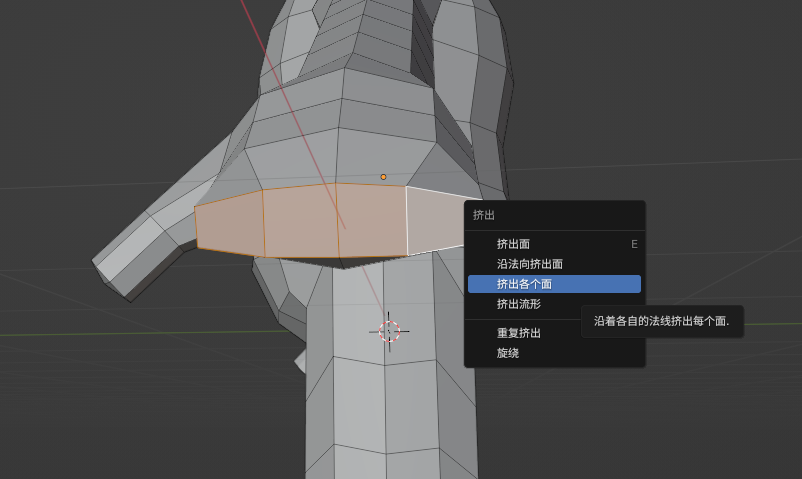 挤出
挤出面 E
沿法向挤出面
挤出各个面
挤出流形
沿着各自的法线挤出每个面.
重复挤出
旋绕